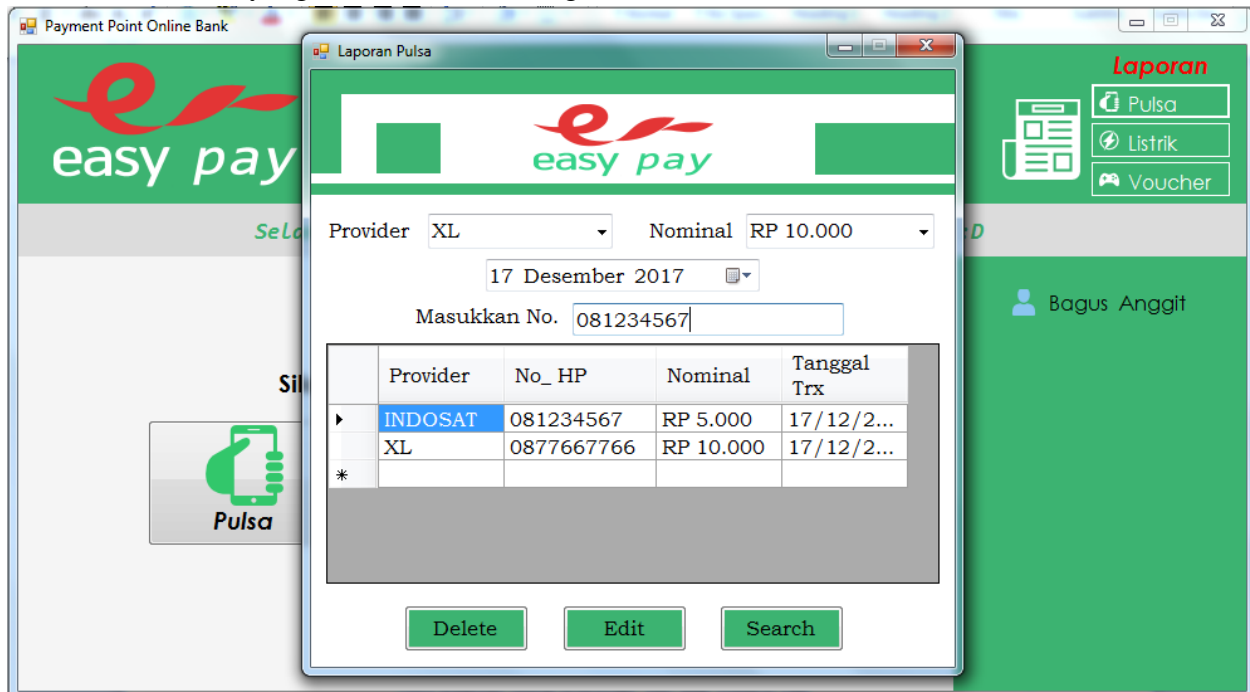 Payment Point Online Bank
Laporan Pulsa
easy pay
easy pay
Laporan
Pulsa
Listrik
Voucher
Provider XL Nominal RP 10.000
17 Desember 2017
Masukkan No. 081234567
Bagus Anggit
Provider No_ HP Nominal Tanggal Trx
INDOSAT 081234567 RP 5.000 17/12/2...
XL 0877667766 RP 10.000 17/12/2...
*
Pulsa
Delete Edit Search